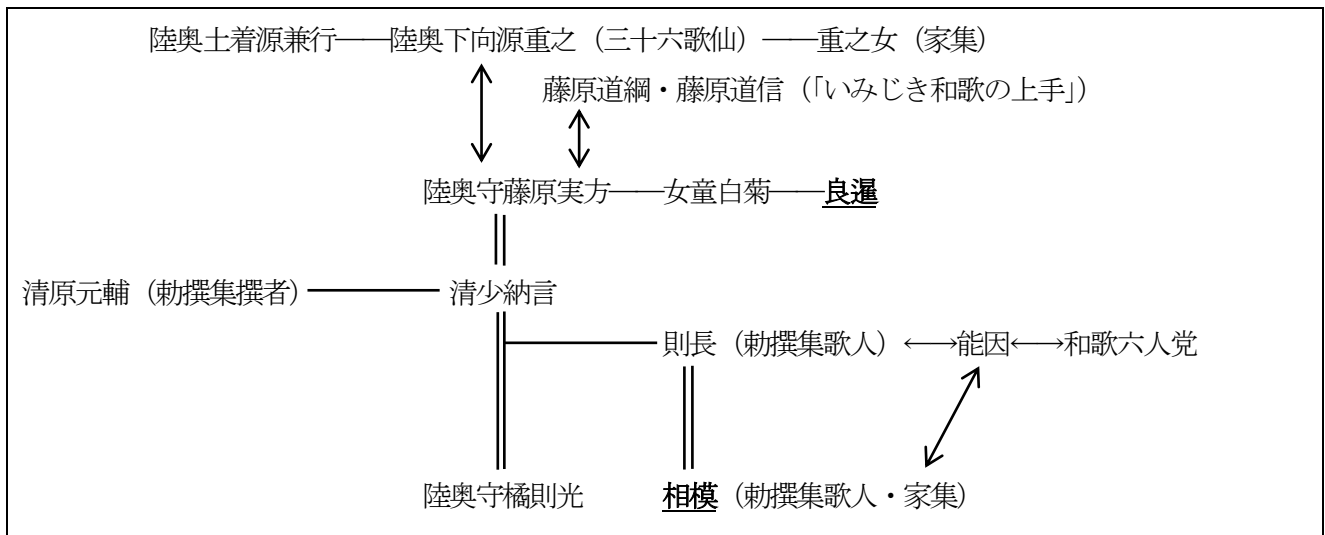 陸奥土着源兼行――陸奥下向源重之（三十六歌仙）――重之女（家集）
藤原道綱・藤原道信（「いみじき和歌の上手」）
陸奥守藤原実方――女童白菊――良暹
清原元輔（勅撰集撰者）
清少納言
則長（勅撰集歌人）←→能因←→和歌六人党
陸奥守橘則光
相模（勅撰集歌人・家集）